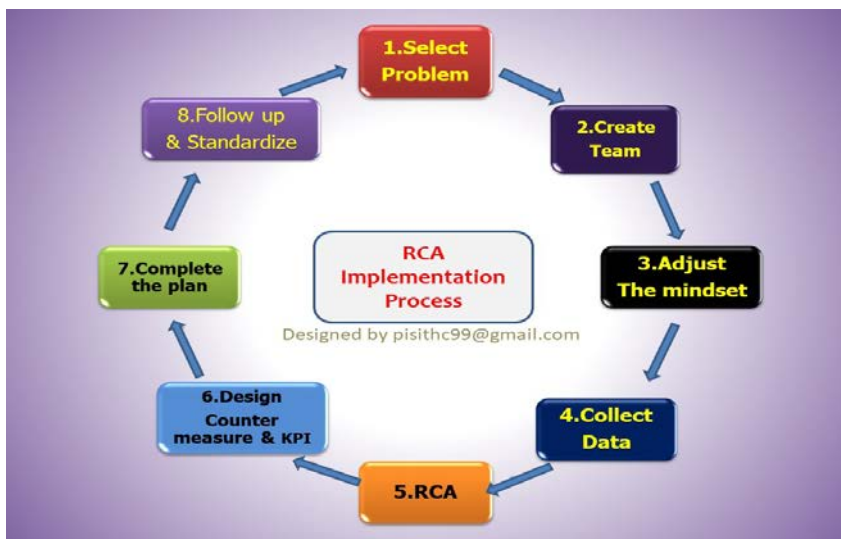 1.Select
Problem
2.Create
Team
3.Adjust
The mindset
4.Collect
Data
5.RCA
6.Design
Counter
measure & KPI
7.Complete
the plan
8.Follow up
& Standardize
RCA
Implementation
Process
Designed by pisithc99@gmail.com